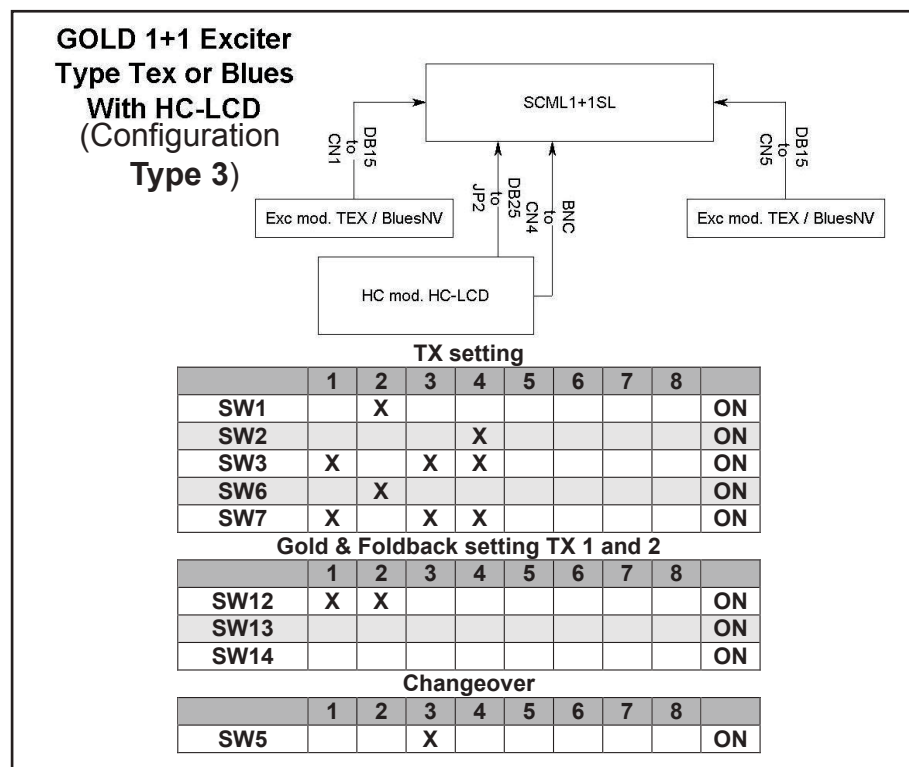 GOLD 1+1 Exciter
Type Tex or Blues
With HC-LCD
(Configuration
Type 3)
SCML1+1SL
DB15
to
CN1
DB25
to
JP2
BNC
to
CN4
DB15
to
CN5
Exc mod. TEX / BluesNV
Exc mod. TEX / BluesNV
HC mod. HC-LCD
TX setting
1 2 3 4 5 6 7 8
SW1 X ON
SW2 X ON
SW3 X X X ON
SW6 X ON
SW7 X X X ON
Gold & Foldback setting TX 1 and 2
1 2 3 4 5 6 7 8
SW12 X X ON
SW13 ON
SW14 ON
Changeover
1 2 3 4 5 6 7 8
SW5 X ON